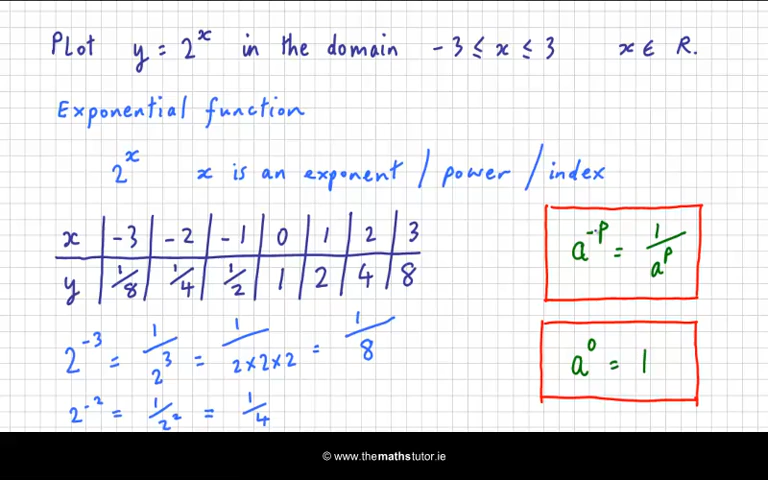 Plot y = 2^x in the domain -3 ≤ x ≤ 3 x ∈ R.
Exponential function
2^x x is an exponent / power / index
x | -3 | -2 | -1 | 0 | 1 | 2 | 3
y | 1/8 | 1/4 | 1/2 | 1 | 2 | 4 | 8
a^-p = 1/a^p
2^-3 = 1/2^3 = 1/2×2×2 = 1/8
a^0 = 1
2^-2 = 1/2^2 = 1/4
© www.themathstutor.ie